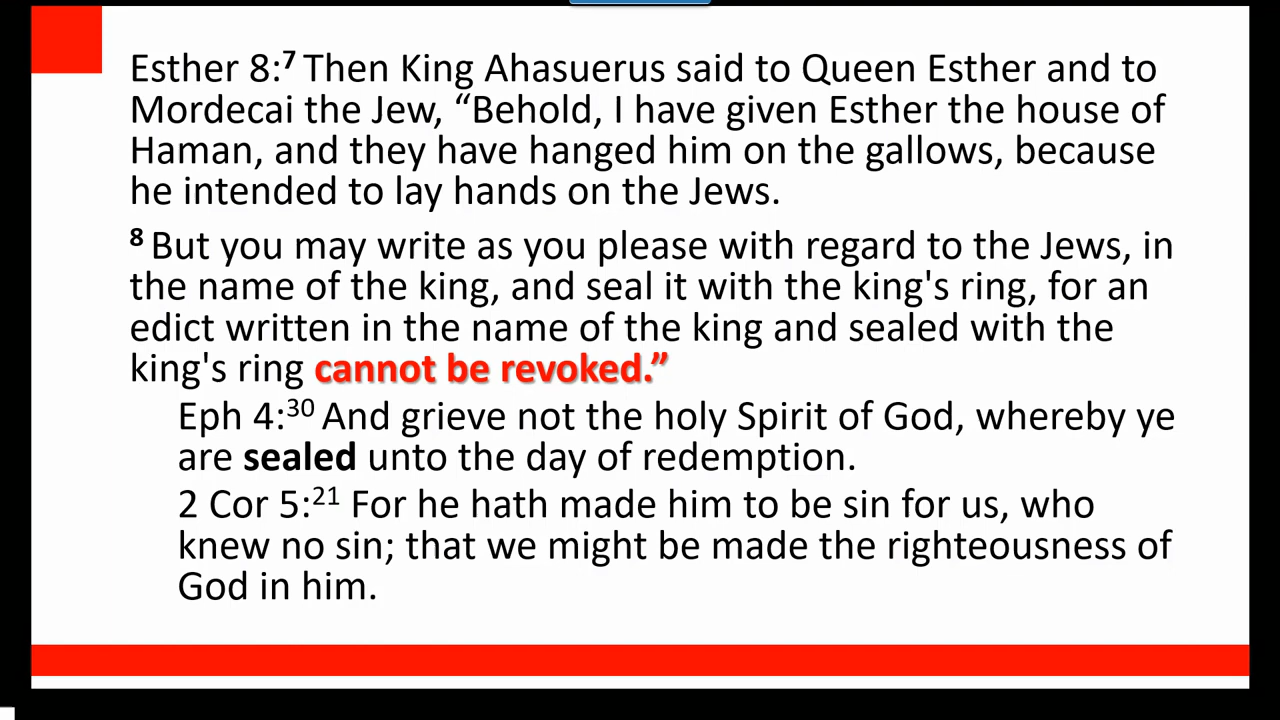 Esther 8:7 Then King Ahasuerus said to Queen Esther and to
Mordecai the Jew, “Behold, I have given Esther the house of
Haman, and they have hanged him on the gallows, because
he intended to lay hands on the Jews.
8 But you may write as you please with regard to the Jews, in
the name of the king, and seal it with the king's ring, for an
edict written in the name of the king and sealed with the
king's ring cannot be revoked.”
Eph 4:30 And grieve not the holy Spirit of God, whereby ye
are sealed unto the day of redemption.
2 Cor 5:21 For he hath made him to be sin for us, who
knew no sin; that we might be made the righteousness of
God in him.